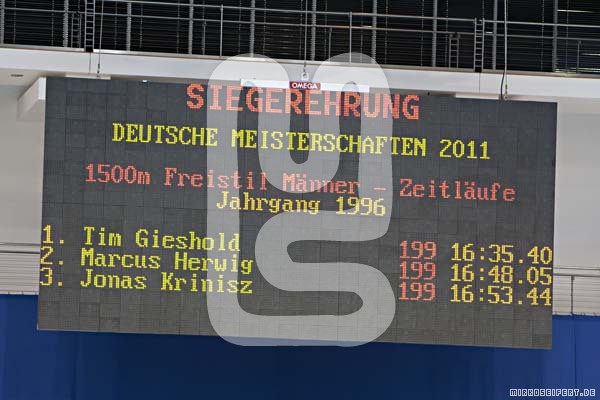 OMEGA
SIEGEREHRUNG
DEUTSCHE MEISTERSCHAFTEN 2011
1500m Freistil Männer - Zeitläufe
Jahrgang 1996
1. Tim Gieshold 199 16:35.40
2. Marcus Herwig 199 16:48.05
3. Jonas Krinisz 199 16:53.44
MIRKOSEIFERT.DE